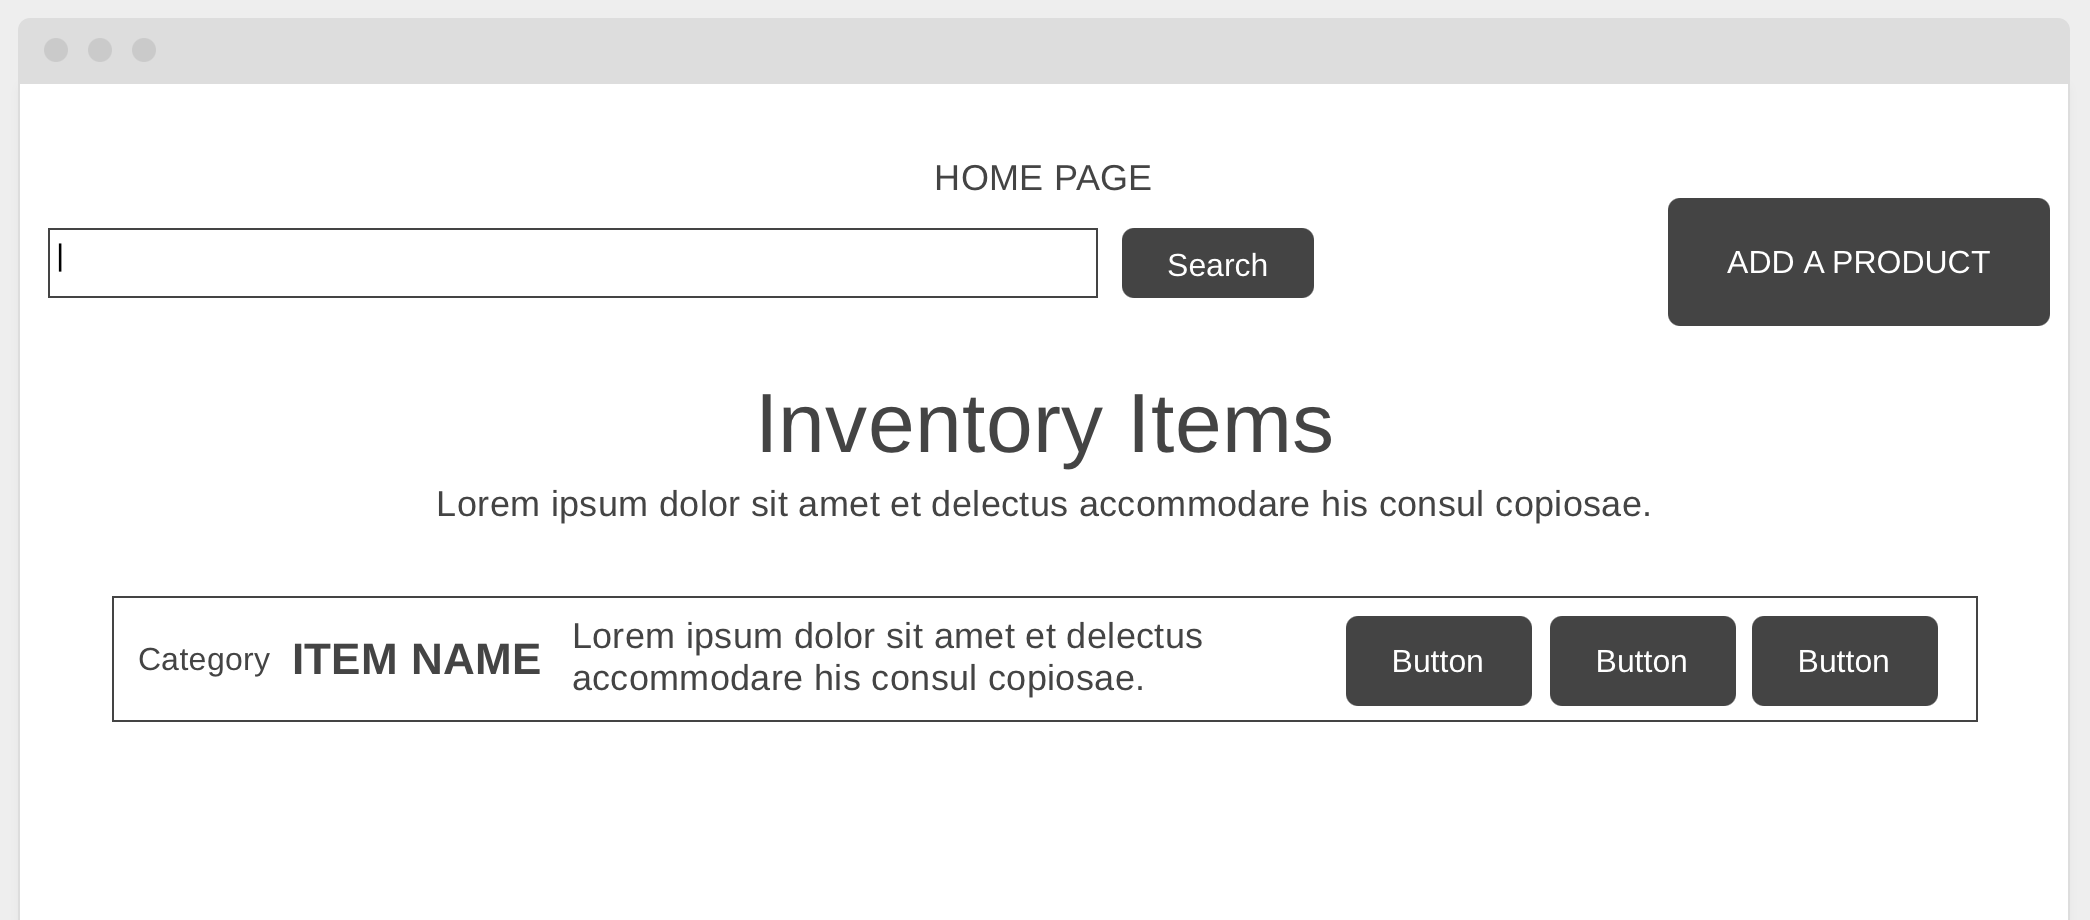 HOME PAGE
Search
ADD A PRODUCT
Inventory Items
Lorem ipsum dolor sit amet et delectus accommodare his consul copiosae.
Category
ITEM NAME
Lorem ipsum dolor sit amet et delectus
accommodare his consul copiosae.
Button
Button
Button